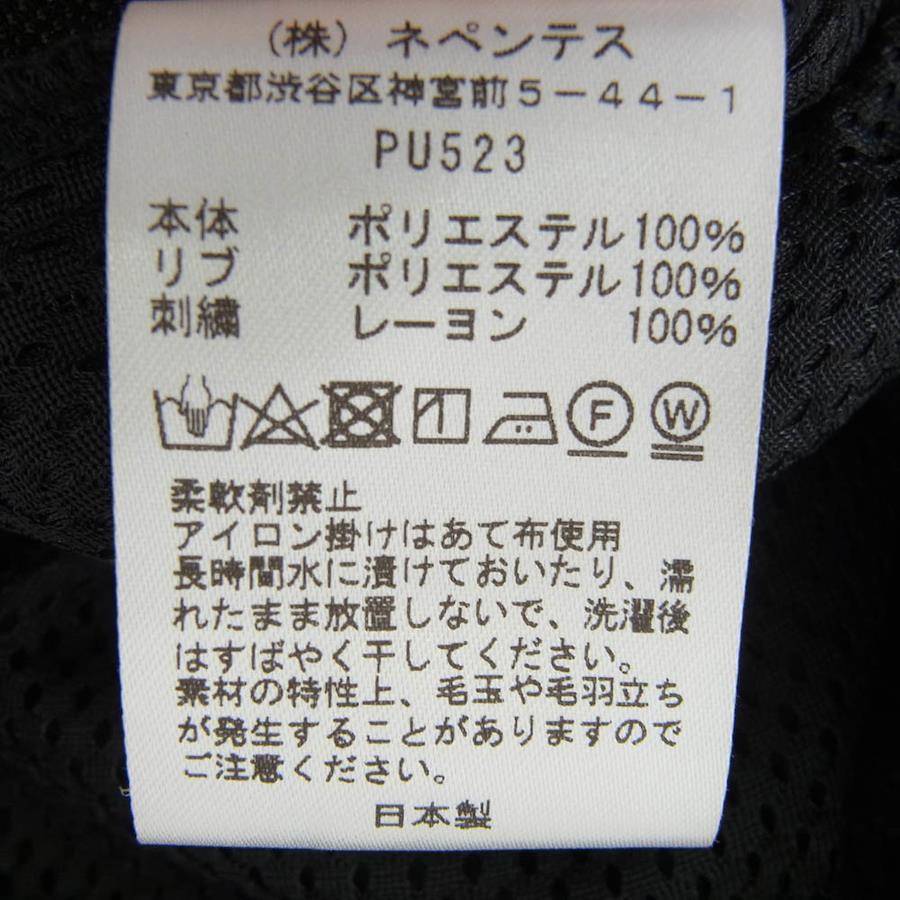 (株) ネペンテス
東京都渋谷区神宮前5-44-1
PU523
本体 ポリエステル100%
リブ ポリエステル100%
刺繍 レーヨン 100%
F W
柔軟剤禁止
アイロン掛けはあて布使用
長時間水に漬けておいたり、濡
れたまま放置しないで、洗濯後
はすばやく干してください。
素材の特性上、毛玉や毛羽立ち
が発生することがありますので
ご注意ください。
日本製